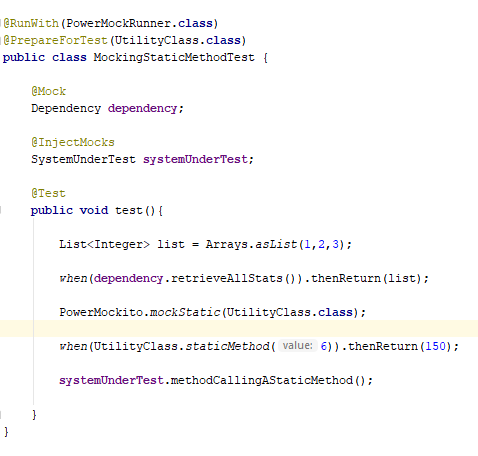 @RunWith(PowerMockRunner.class)
@PrepareForTest(UtilityClass.class)
public class MockingStaticMethodTest {
@Mock
Dependency dependency;
@InjectMocks
SystemUnderTest systemUnderTest;
@Test
public void test(){
List<Integer> list = Arrays.asList(1,2,3);
when(dependency.retrieveAllStats()).thenReturn(list);
PowerMockito.mockStatic(UtilityClass.class);
when(UtilityClass.staticMethod( value: 6)).thenReturn(150);
systemUnderTest.methodCallingAStaticMethod();
}
}